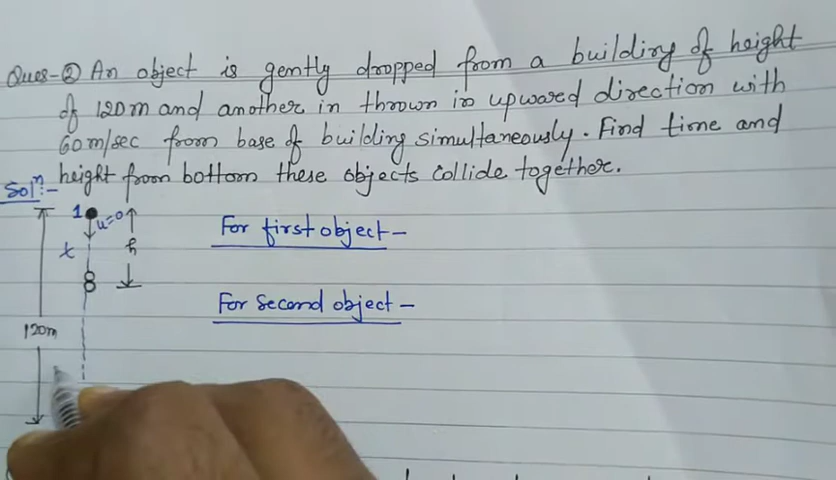 Ques-② An object is gently dropped from a building of height
of 120m and another in thrown in upward direction with
60m/sec from base of building simultaneously. Find time and
height from bottom these objects collide together.
Solⁿ:-
1
u=0
For first object-
t
h
For second object-
120m